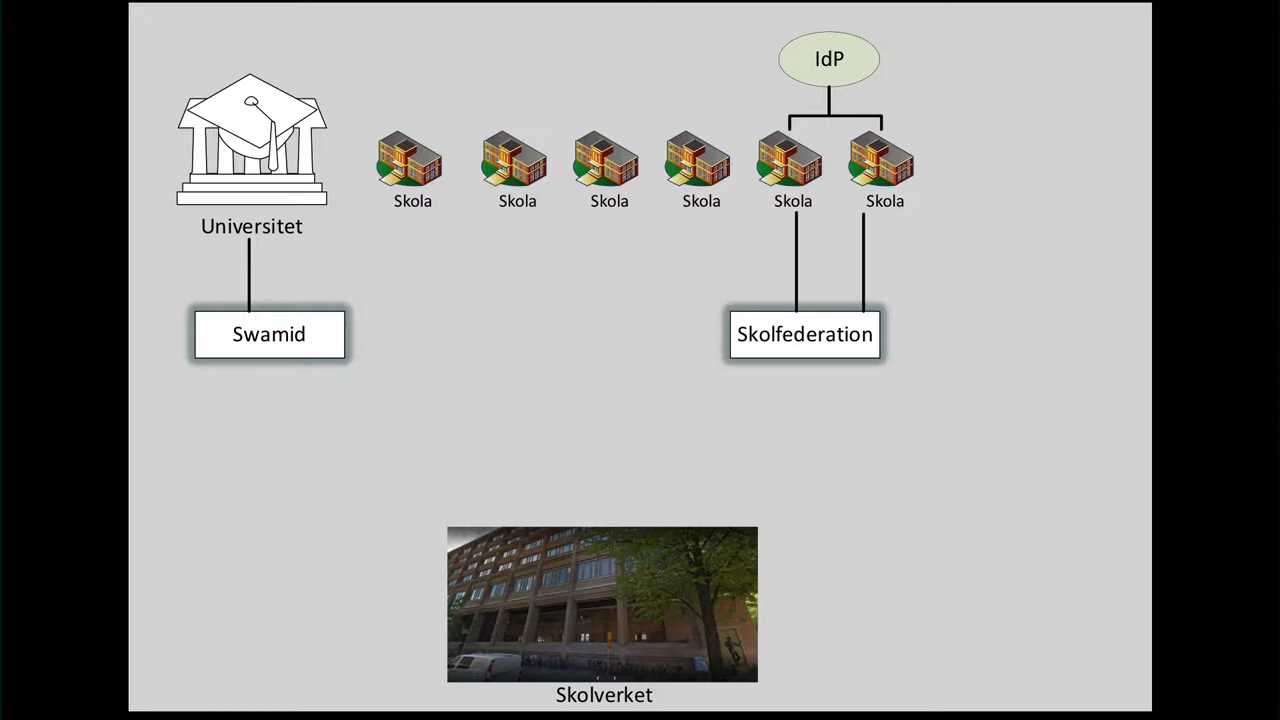 IdP
Skola
Skola
Skola
Skola
Skola
Skola
Universitet
Swamid
Skolfederation
Skolverket